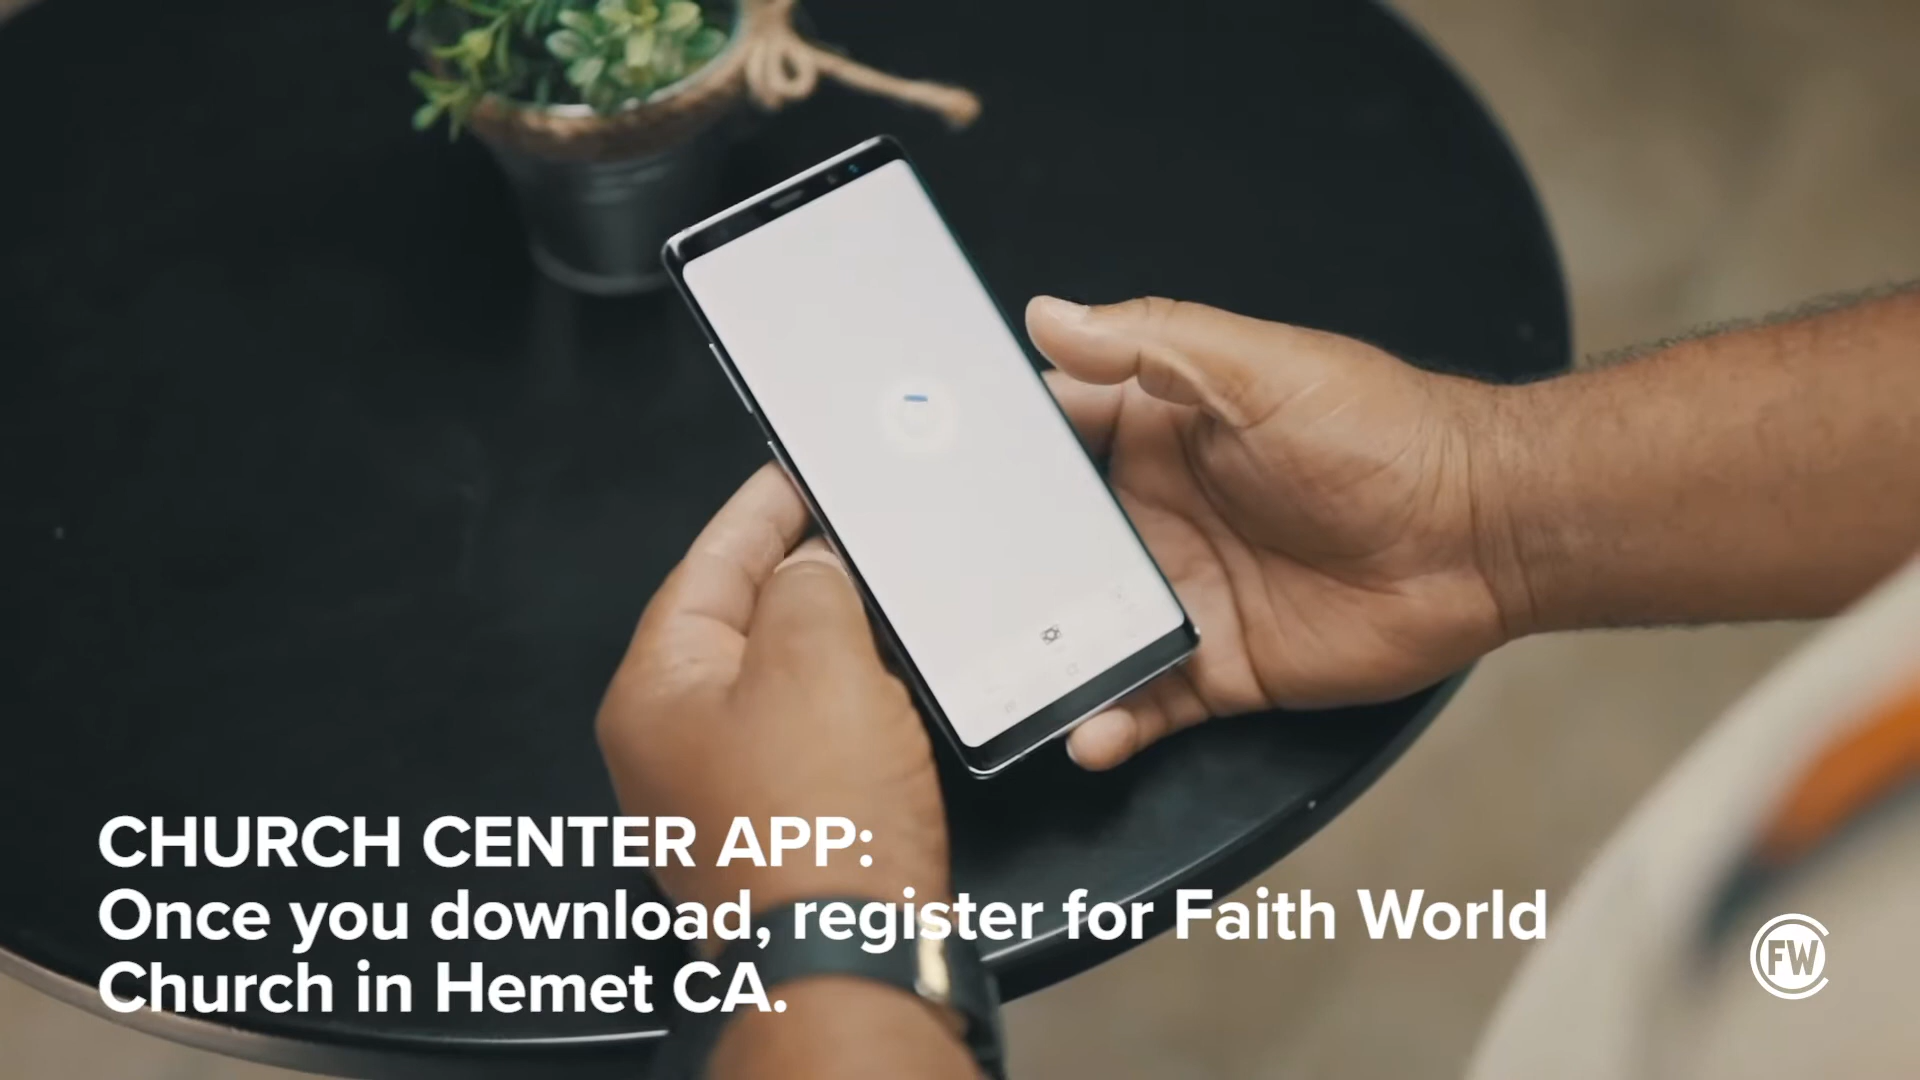 CHURCH CENTER APP:
Once you download, register for Faith World
Church in Hemet CA.
FW